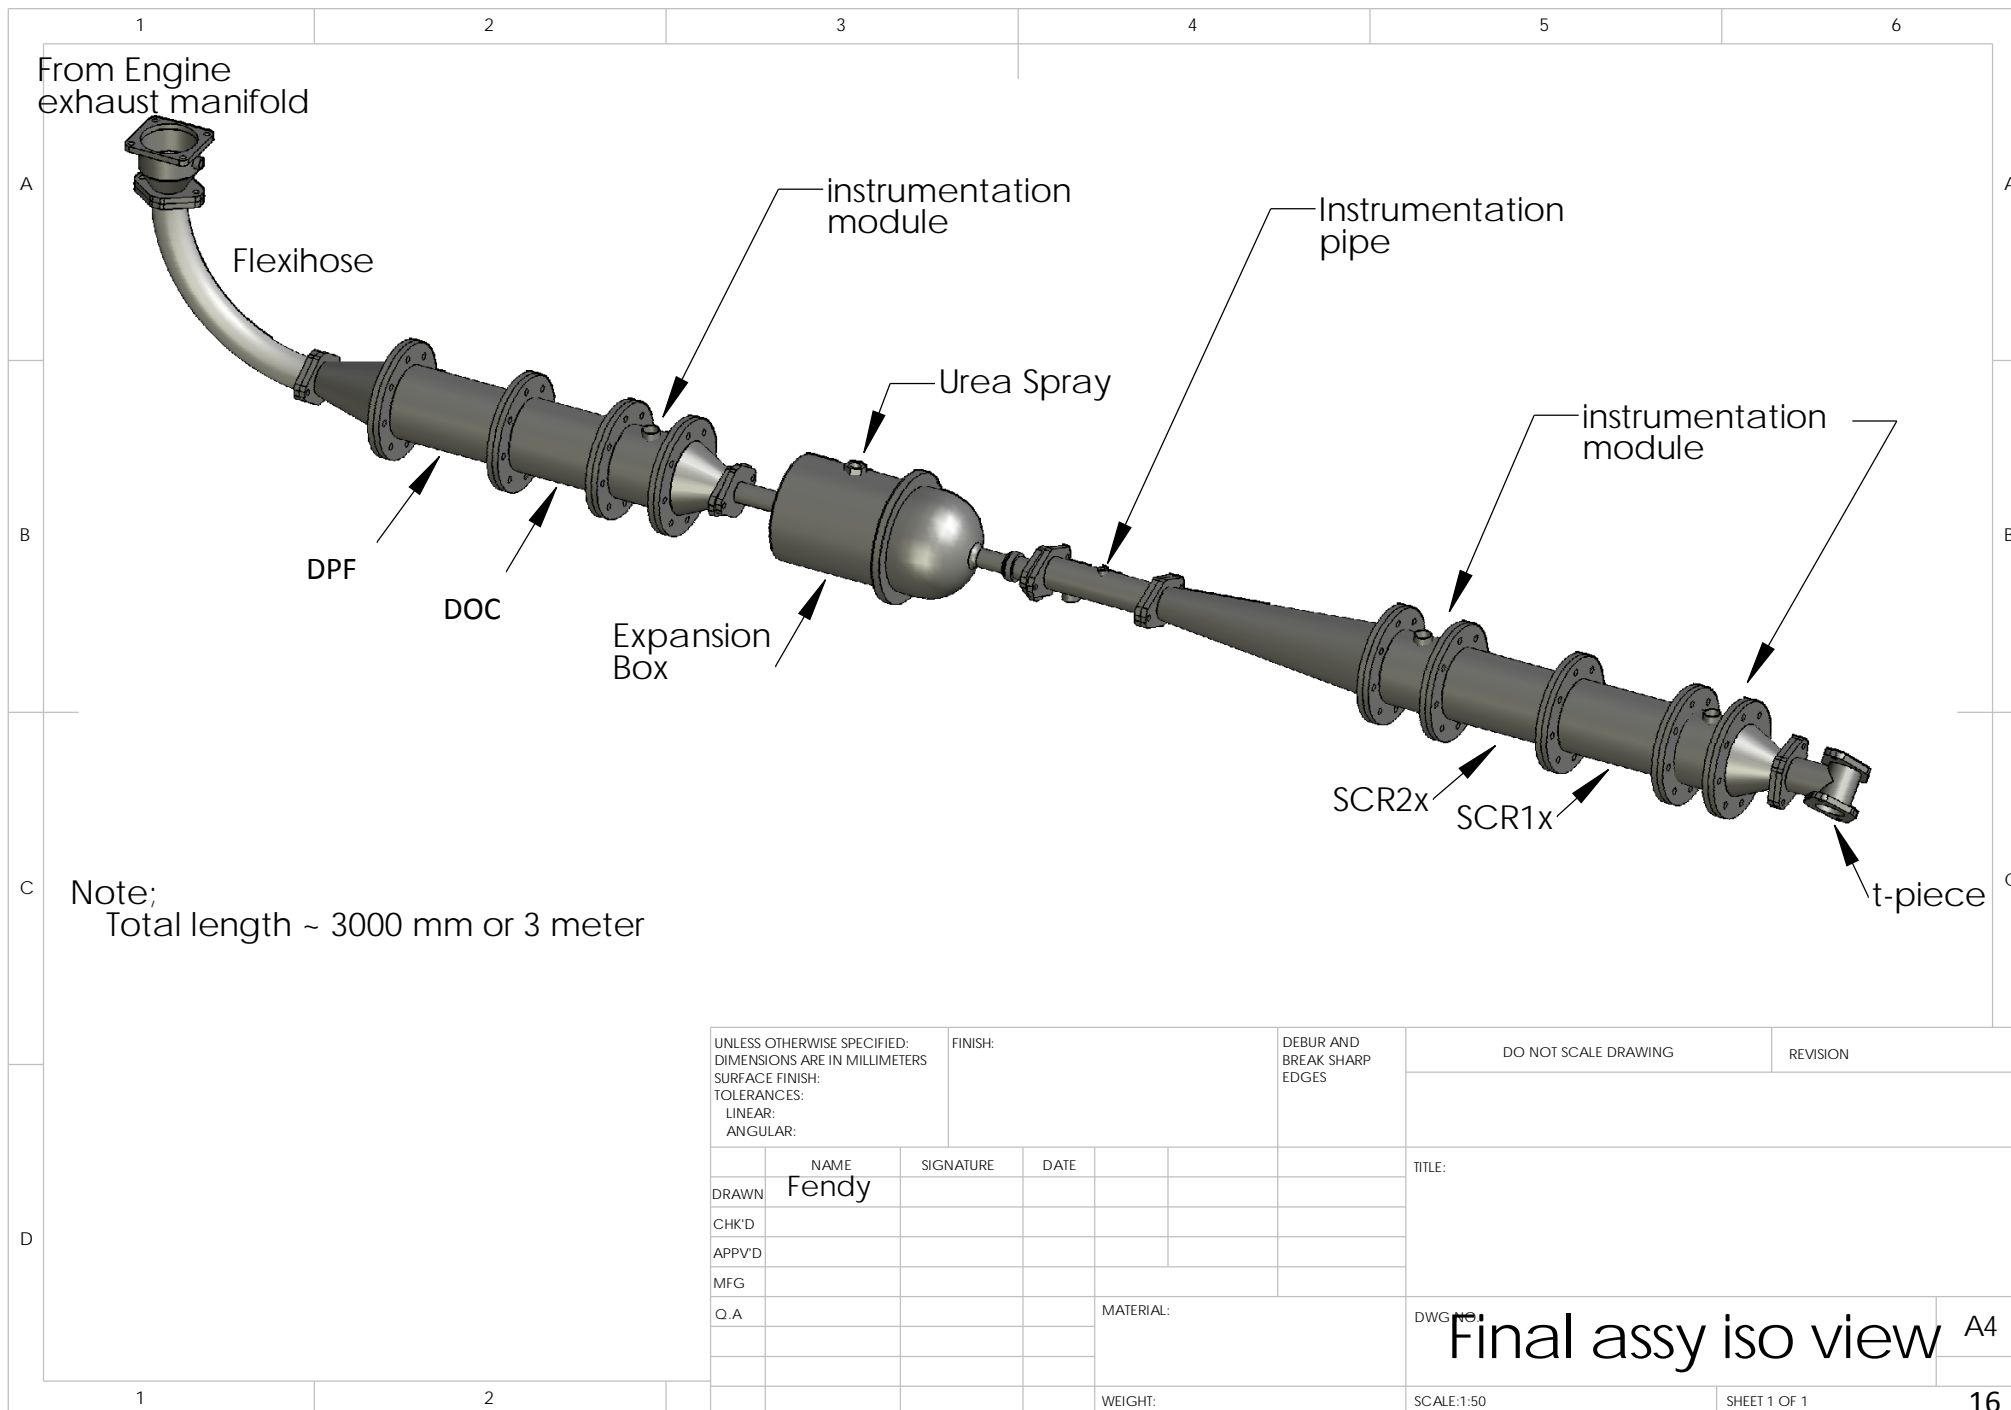 1 2 3 4 5 6
From Engine
exhaust manifold
A
A
instrumentation
module
Instrumentation
pipe
Flexihose
Urea Spray
instrumentation
module
B
B
DPF
DOC
Expansion
Box
SCR2x
SCR1x
t-piece
C
C
Note;
Total length ~ 3000 mm or 3 meter
D
UNLESS OTHERWISE SPECIFIED:
DIMENSIONS ARE IN MILLIMETERS
SURFACE FINISH:
TOLERANCES:
LINEAR:
ANGULAR:
FINISH:
DEBUR AND
BREAK SHARP
EDGES
DO NOT SCALE DRAWING
REVISION
NAME SIGNATURE DATE
DRAWN Fendy
CHK'D
APPV'D
MFG
Q.A
TITLE:
MATERIAL:
DWG NO.
Final assy iso view
A4
WEIGHT:
SCALE:1:50
SHEET 1 OF 1
16
1 2